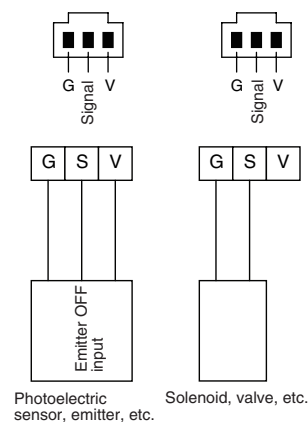 G Signal V
G Signal V
G S V
G S V
Emitter OFF
input
Photoelectric
sensor, emitter, etc.
Solenoid, valve, etc.